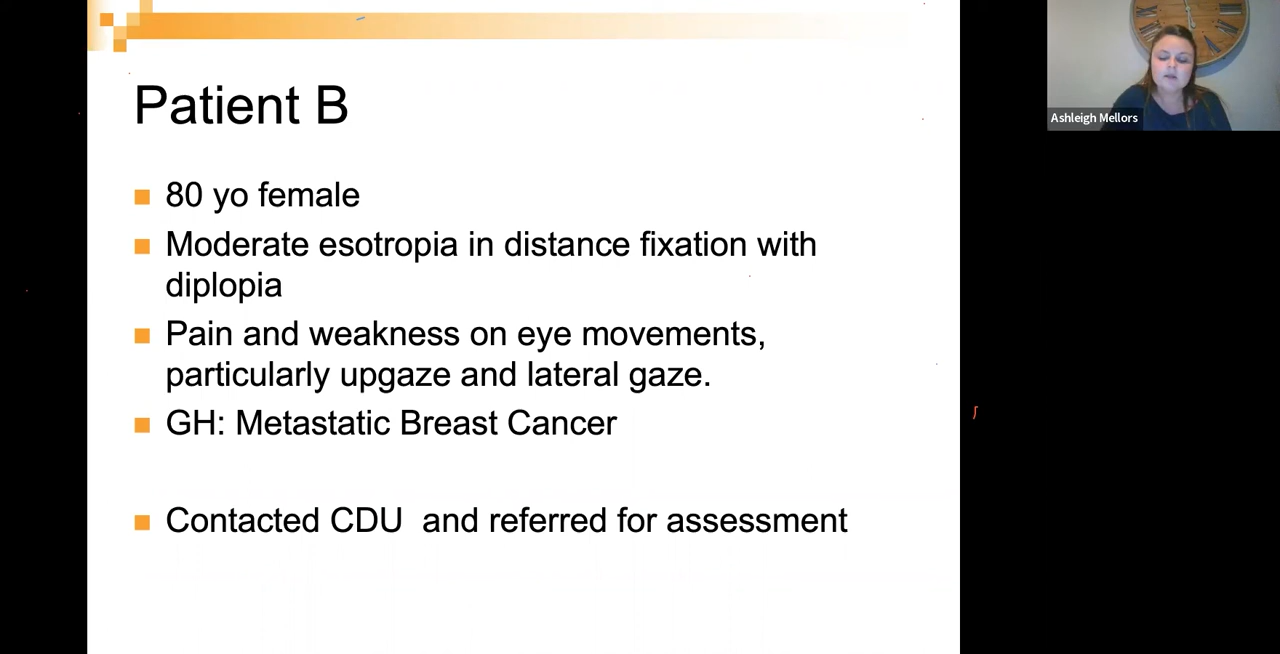 Patient B
80 yo female
Moderate esotropia in distance fixation with
diplopia
Pain and weakness on eye movements,
particularly upgaze and lateral gaze.
GH: Metastatic Breast Cancer
Contacted CDU  and referred for assessment
Ashleigh Mellors